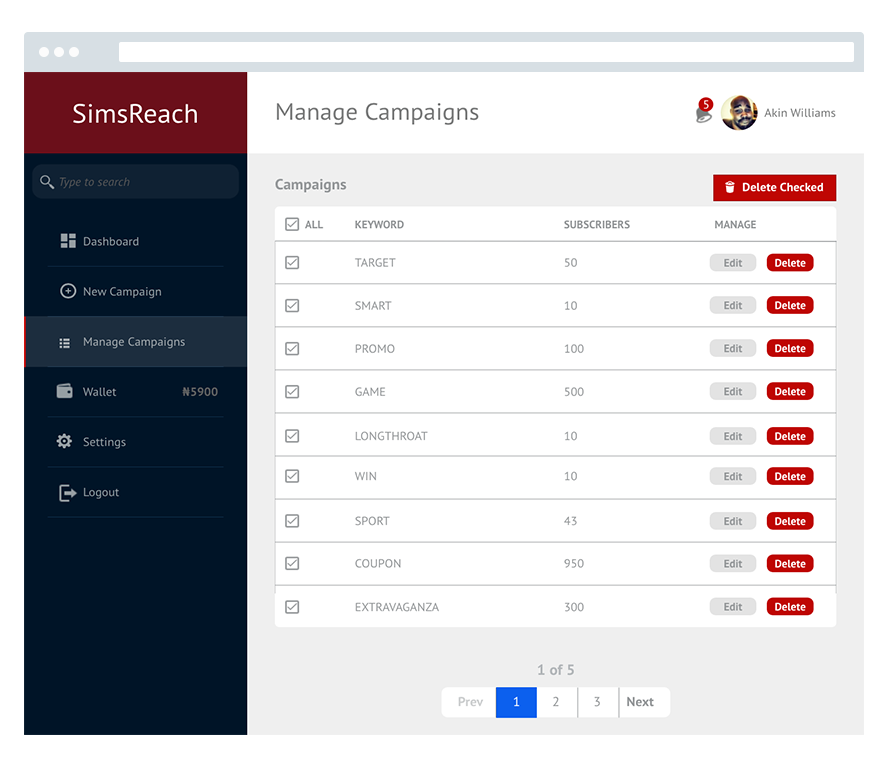 SimsReach
Manage Campaigns
5
Akin Williams
Type to search
Dashboard
New Campaign
Manage Campaigns
Wallet ₦5900
Settings
Logout
Campaigns
Delete Checked
ALL KEYWORD SUBSCRIBERS MANAGE
TARGET 50 Edit Delete
SMART 10 Edit Delete
PROMO 100 Edit Delete
GAME 500 Edit Delete
LONGTHROAT 10 Edit Delete
WIN 10 Edit Delete
SPORT 43 Edit Delete
COUPON 950 Edit Delete
EXTRAVAGANZA 300 Edit Delete
1 of 5
Prev 1 2 3 Next